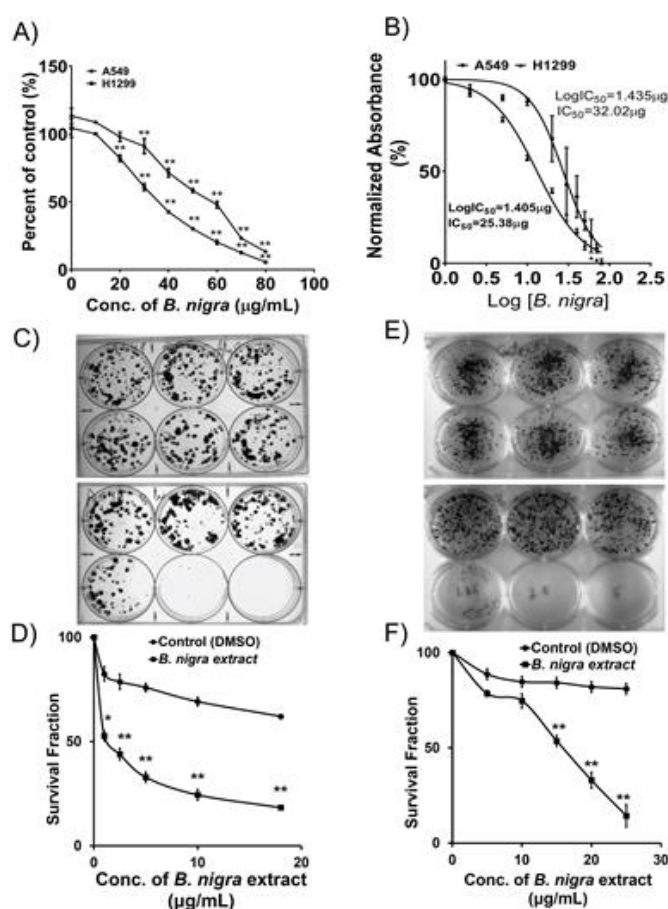 A)
A549
H1299
Percent of control (%)
150
100
50
0
0 20 40 60 80 100
Conc. of B. nigra (μg/mL)
**
**
**
**
**
**
**
**
**
**
**
**
**
B)
A549 H1299
Normalized Absorbance
(%)
100
50
0
0.0 0.5 1.0 1.5 2.0 2.5
Log [B. nigra]
LogIC50=1.435μg
IC50=32.02μg
LogIC50=1.405μg
IC50=25.38μg
C)
E)
D)
Control (DMSO)
B. nigra extract
Survival Fraction
100
50
0
0 10 20
*
**
**
**
**
Conc. of B. nigra extract
(μg/mL)
F)
Control (DMSO)
B. nigra extract
Survival Fraction
100
50
0
0 10 20 30
**
**
**
Conc. of B. nigra extract
(μg/mL)